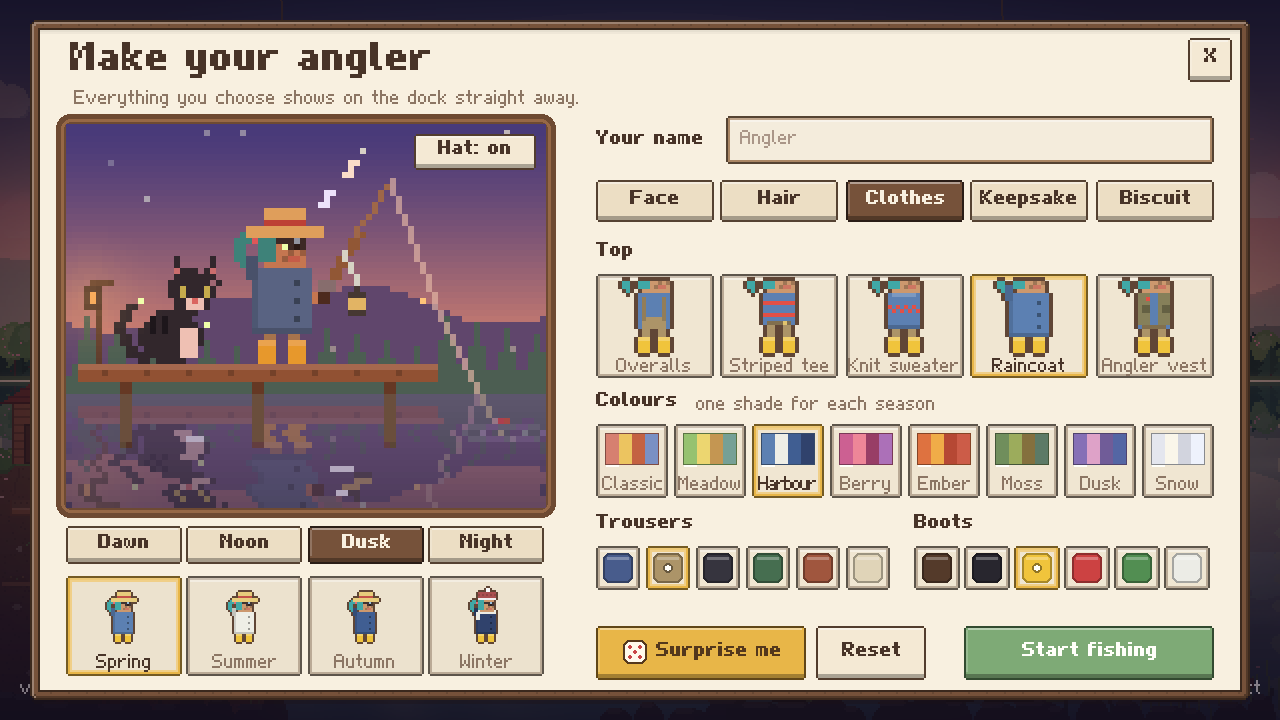 Make your angler
X
Everything you choose shows on the dock straight away.
Hat: on
Your name
Angler
Face
Hair
Clothes
Keepsake
Biscuit
Top
Overalls
Striped tee
Knit sweater
Raincoat
Angler vest
Colours
one shade for each season
Classic
Meadow
Harbour
Berry
Ember
Moss
Dusk
Snow
Trousers
Boots
Dawn
Noon
Dusk
Night
Spring
Summer
Autumn
Winter
Surprise me
Reset
Start fishing